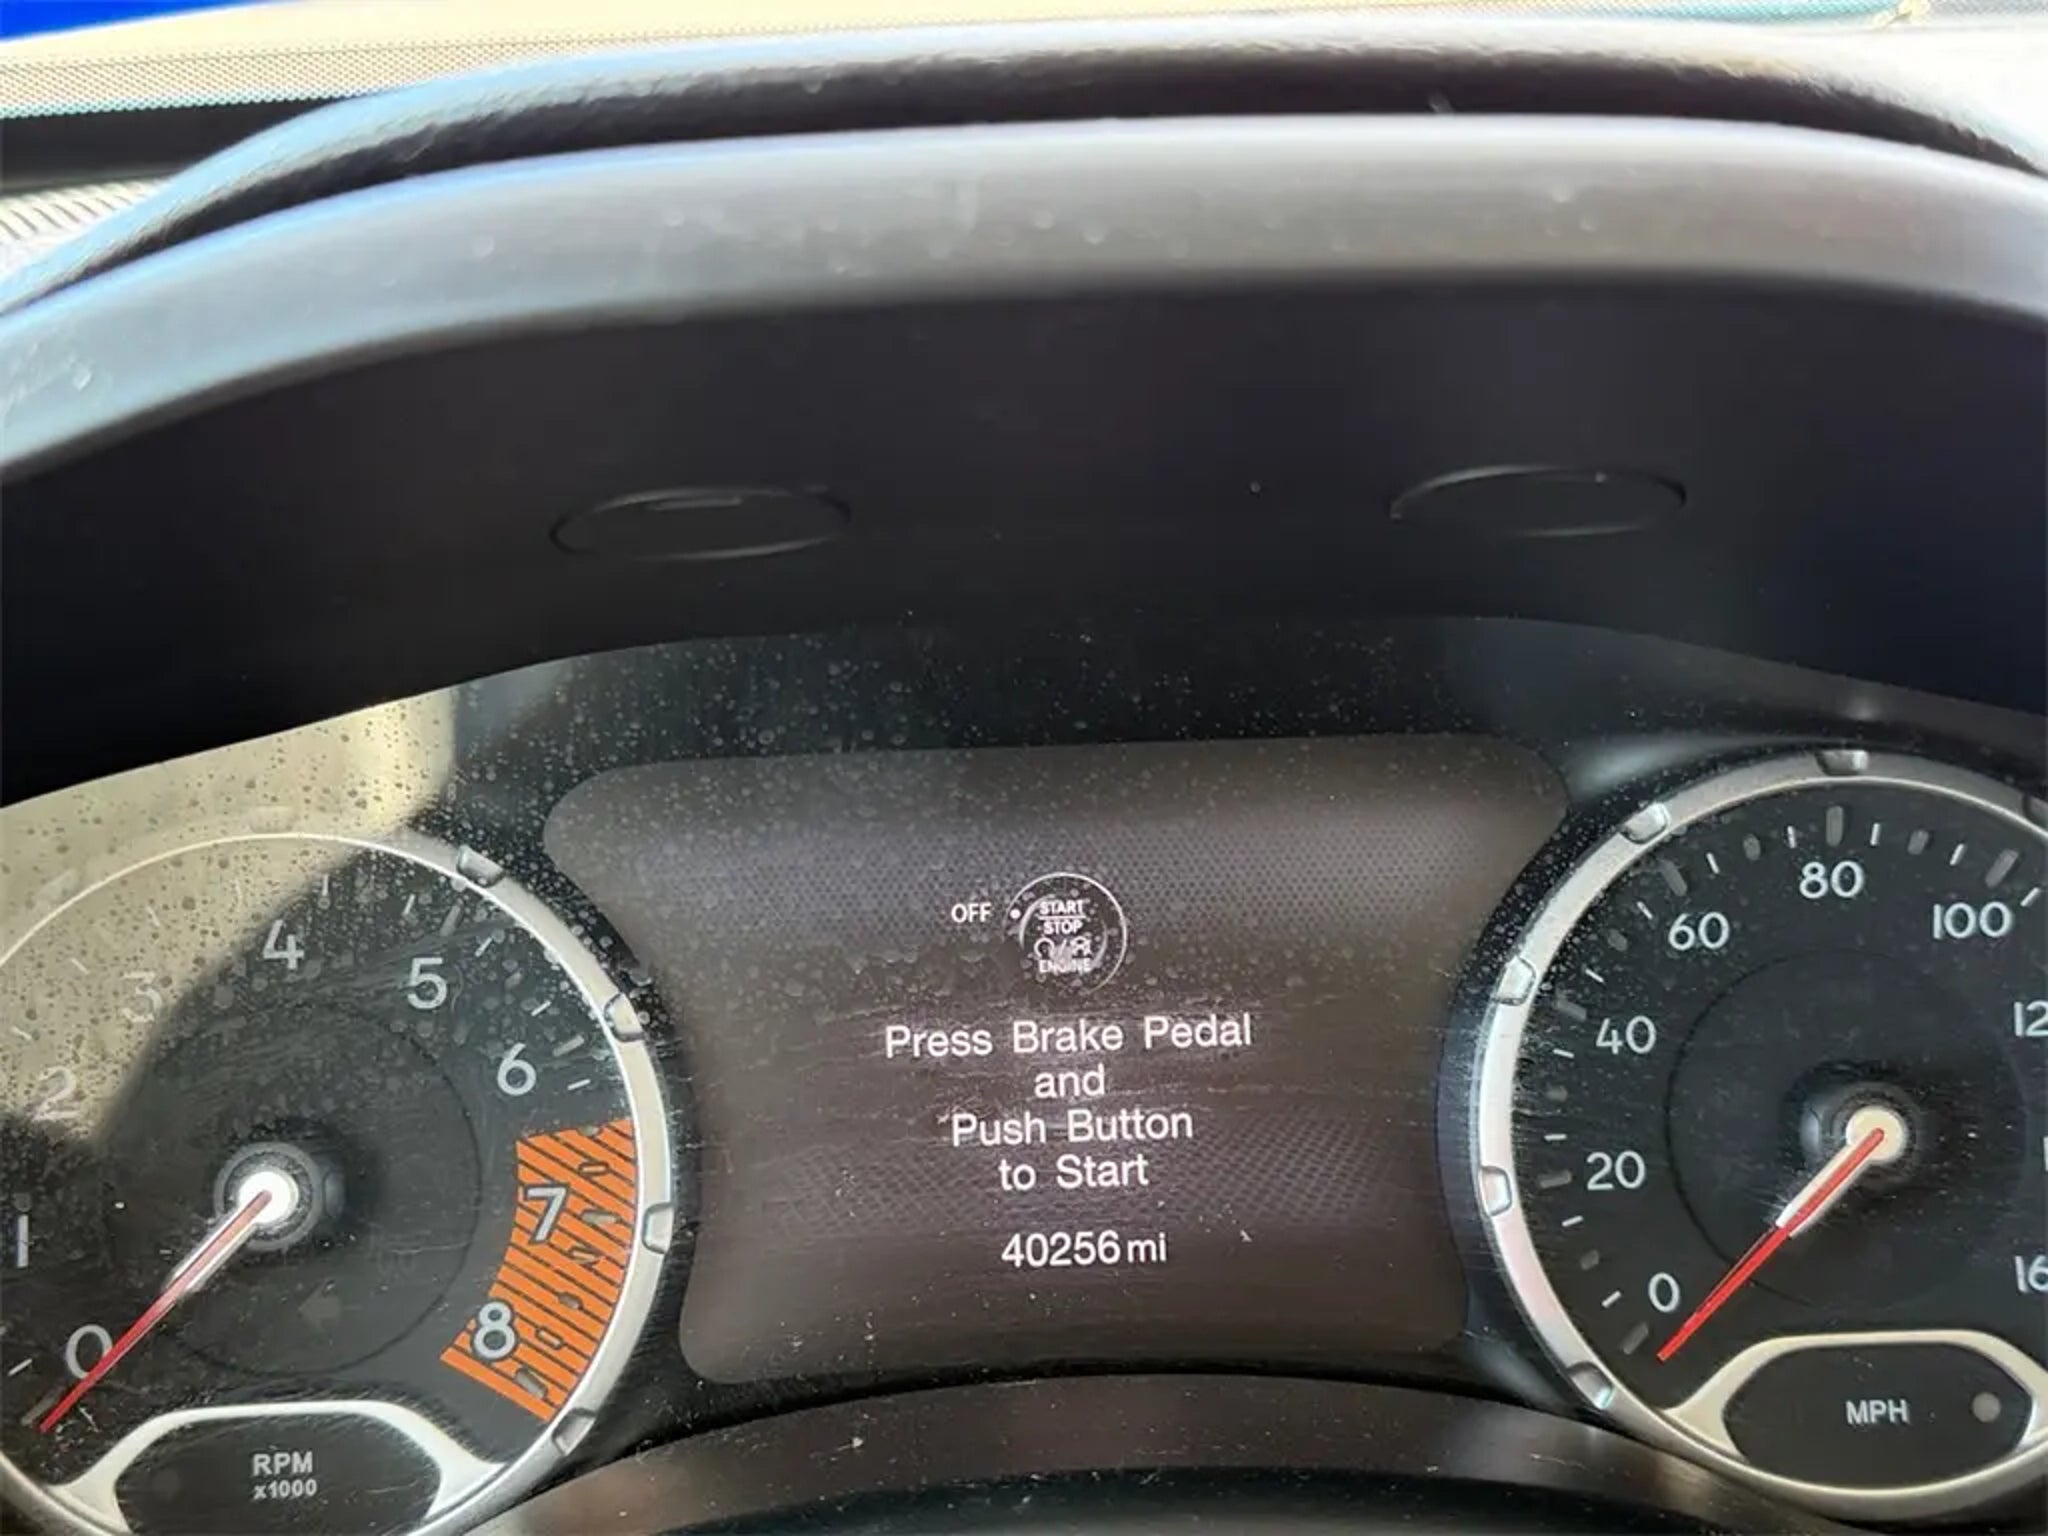 OFF
START
STOP
ENGINE
Press Brake Pedal
and
Push Button
to Start
40256 mi
1
2
3
4
5
6
7
8
0
RPM
x1000
0
20
40
60
80
100
MPH